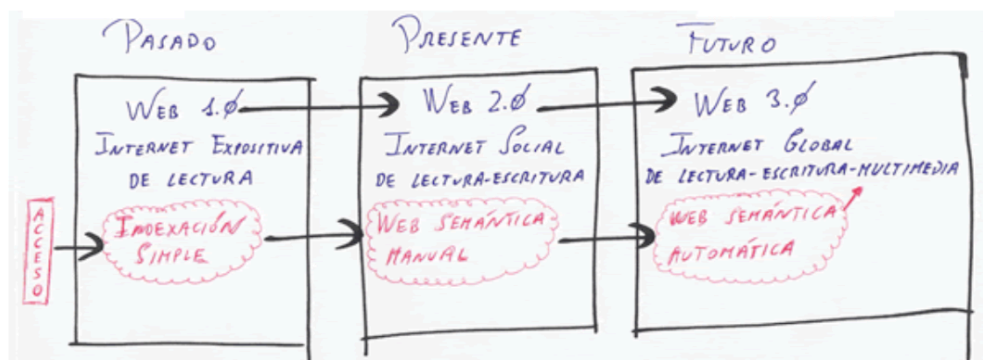 PASADO
WEB 1.0
INTERNET EXPOSITIVA
DE LECTURA
ACCESO
INDEXACIÓN
SIMPLE
PRESENTE
WEB 2.0
INTERNET SOCIAL
DE LECTURA-ESCRITURA
WEB SEMÁNTICA
MANUAL
FUTURO
WEB 3.0
INTERNET GLOBAL
DE LECTURA-ESCRITURA-MULTIMEDIA
WEB SEMÁNTICA
AUTOMÁTICA